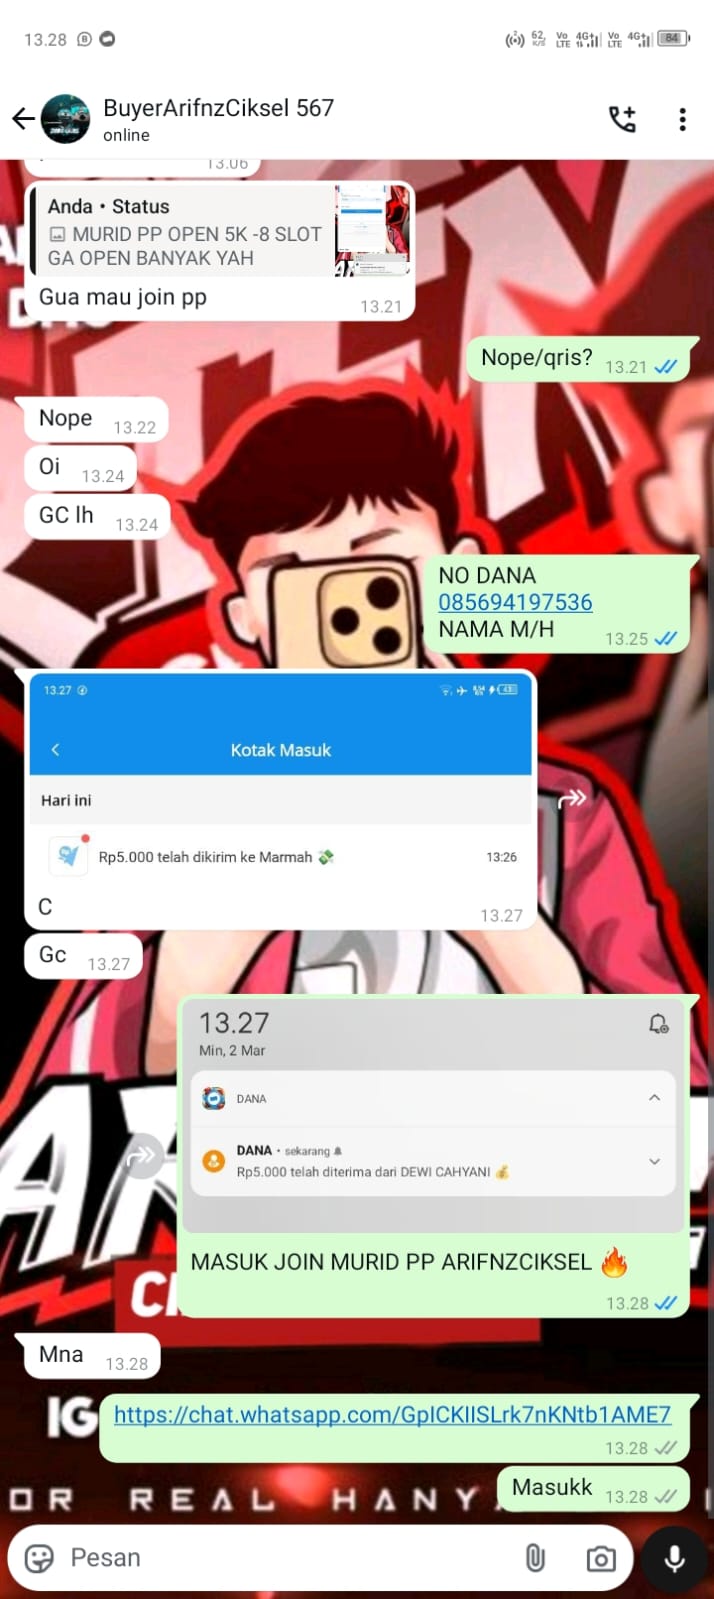 13.28
62 K/S Vo LTE 4G Vo LTE 4G 84
BuyerArifnzCiksel 567
online
13.06
Anda • Status
MURID PP OPEN 5K -8 SLOT
GA OPEN BANYAK YAH
Gua mau join pp
13.21
Nope/qris? 13.21
Nope 13.22
Oi 13.24
GC lh 13.24
NO DANA
085694197536
NAMA M/H 13.25
13.27
Kotak Masuk
Hari ini
Rp5.000 telah dikirim ke Marmah 💸 13:26
C
13.27
Gc 13.27
13.27
Min, 2 Mar
DANA
DANA • sekarang
Rp5.000 telah diterima dari DEWI CAHYANI 💰
MASUK JOIN MURID PP ARIFNZCIKSEL 🔥
13.28
Mna 13.28
IG
https://chat.whatsapp.com/GpICKIISLrk7nKNtb1AME7
13.28
Masukk 13.28
OR REAL HANY
Pesan